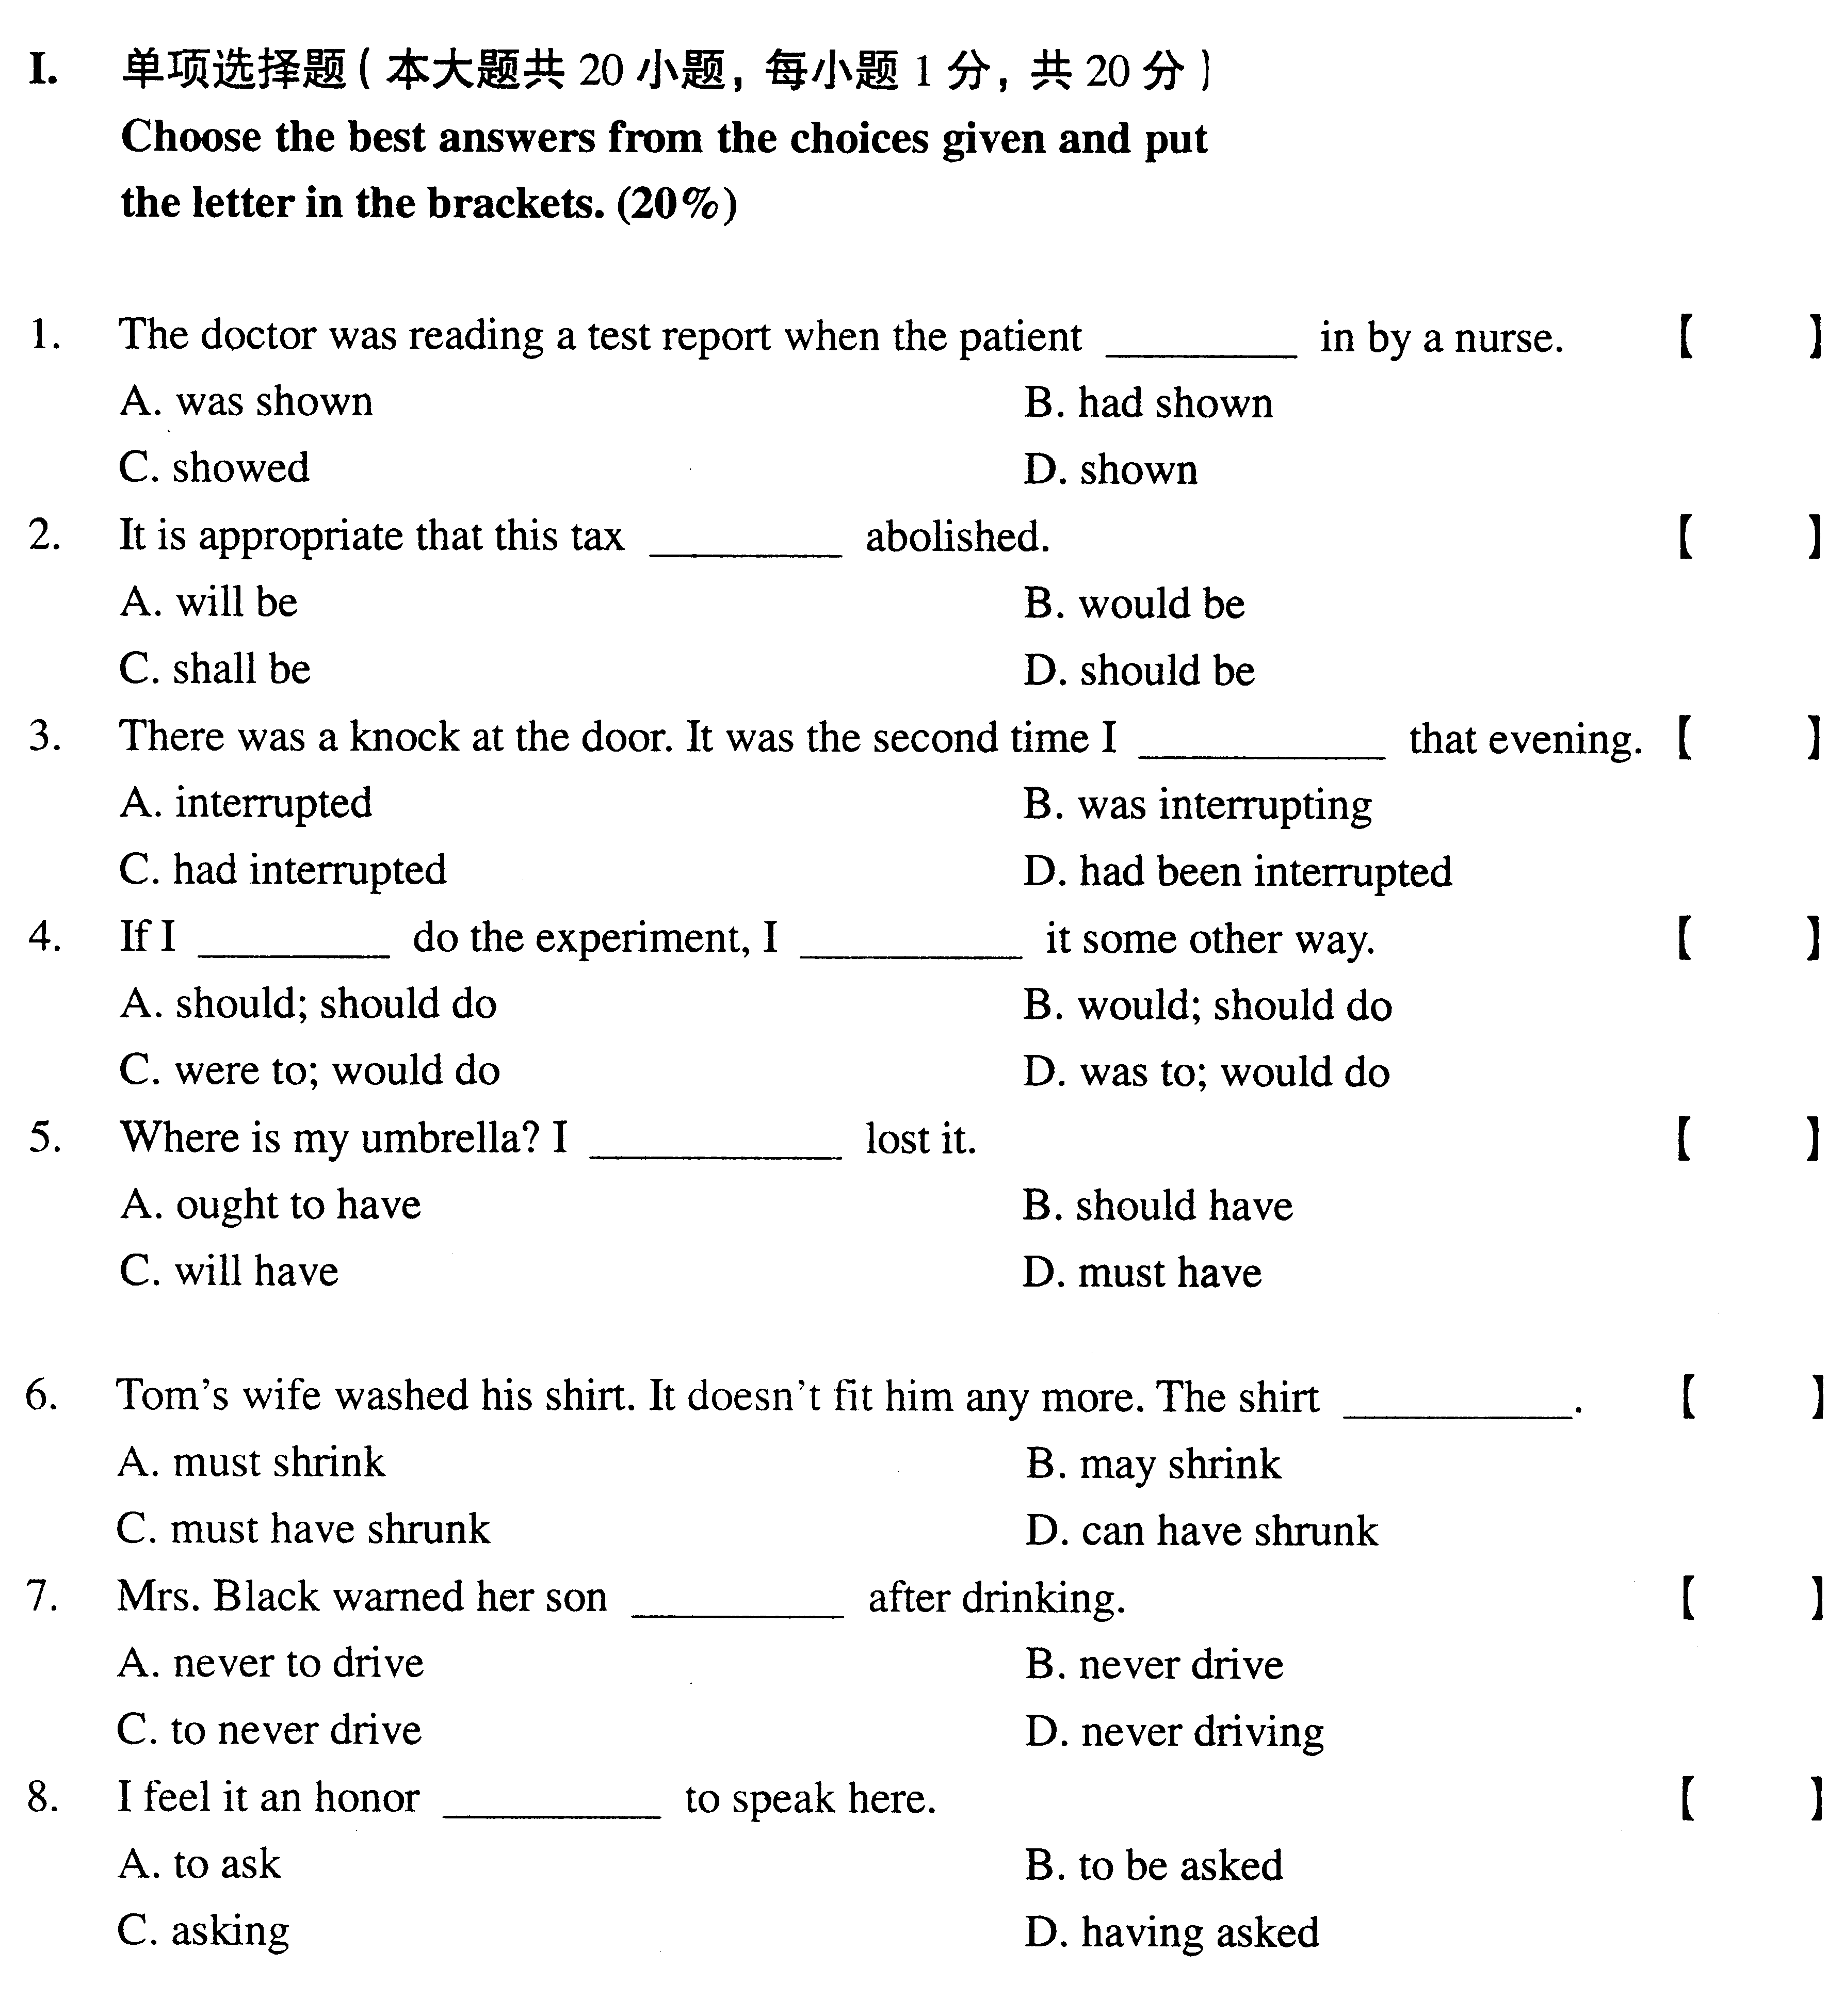 I. 单项选择题(本大题共 20 小题，每小题 1 分，共 20 分)
Choose the best answers from the choices given and put
the letter in the brackets. (20%)
1. The doctor was reading a test report when the patient ________ in by a nurse. 【 】
A. was shown B. had shown
C. showed D. shown
2. It is appropriate that this tax ________ abolished. 【 】
A. will be B. would be
C. shall be D. should be
3. There was a knock at the door. It was the second time I __________ that evening. 【 】
A. interrupted B. was interrupting
C. had interrupted D. had been interrupted
4. If I ________ do the experiment, I _________ it some other way. 【 】
A. should; should do B. would; should do
C. were to; would do D. was to; would do
5. Where is my umbrella? I __________ lost it. 【 】
A. ought to have B. should have
C. will have D. must have
6. Tom’s wife washed his shirt. It doesn’t fit him any more. The shirt _________. 【 】
A. must shrink B. may shrink
C. must have shrunk D. can have shrunk
7. Mrs. Black warned her son _________ after drinking. 【 】
A. never to drive B. never drive
C. to never drive D. never driving
8. I feel it an honor _________ to speak here. 【 】
A. to ask B. to be asked
C. asking D. having asked